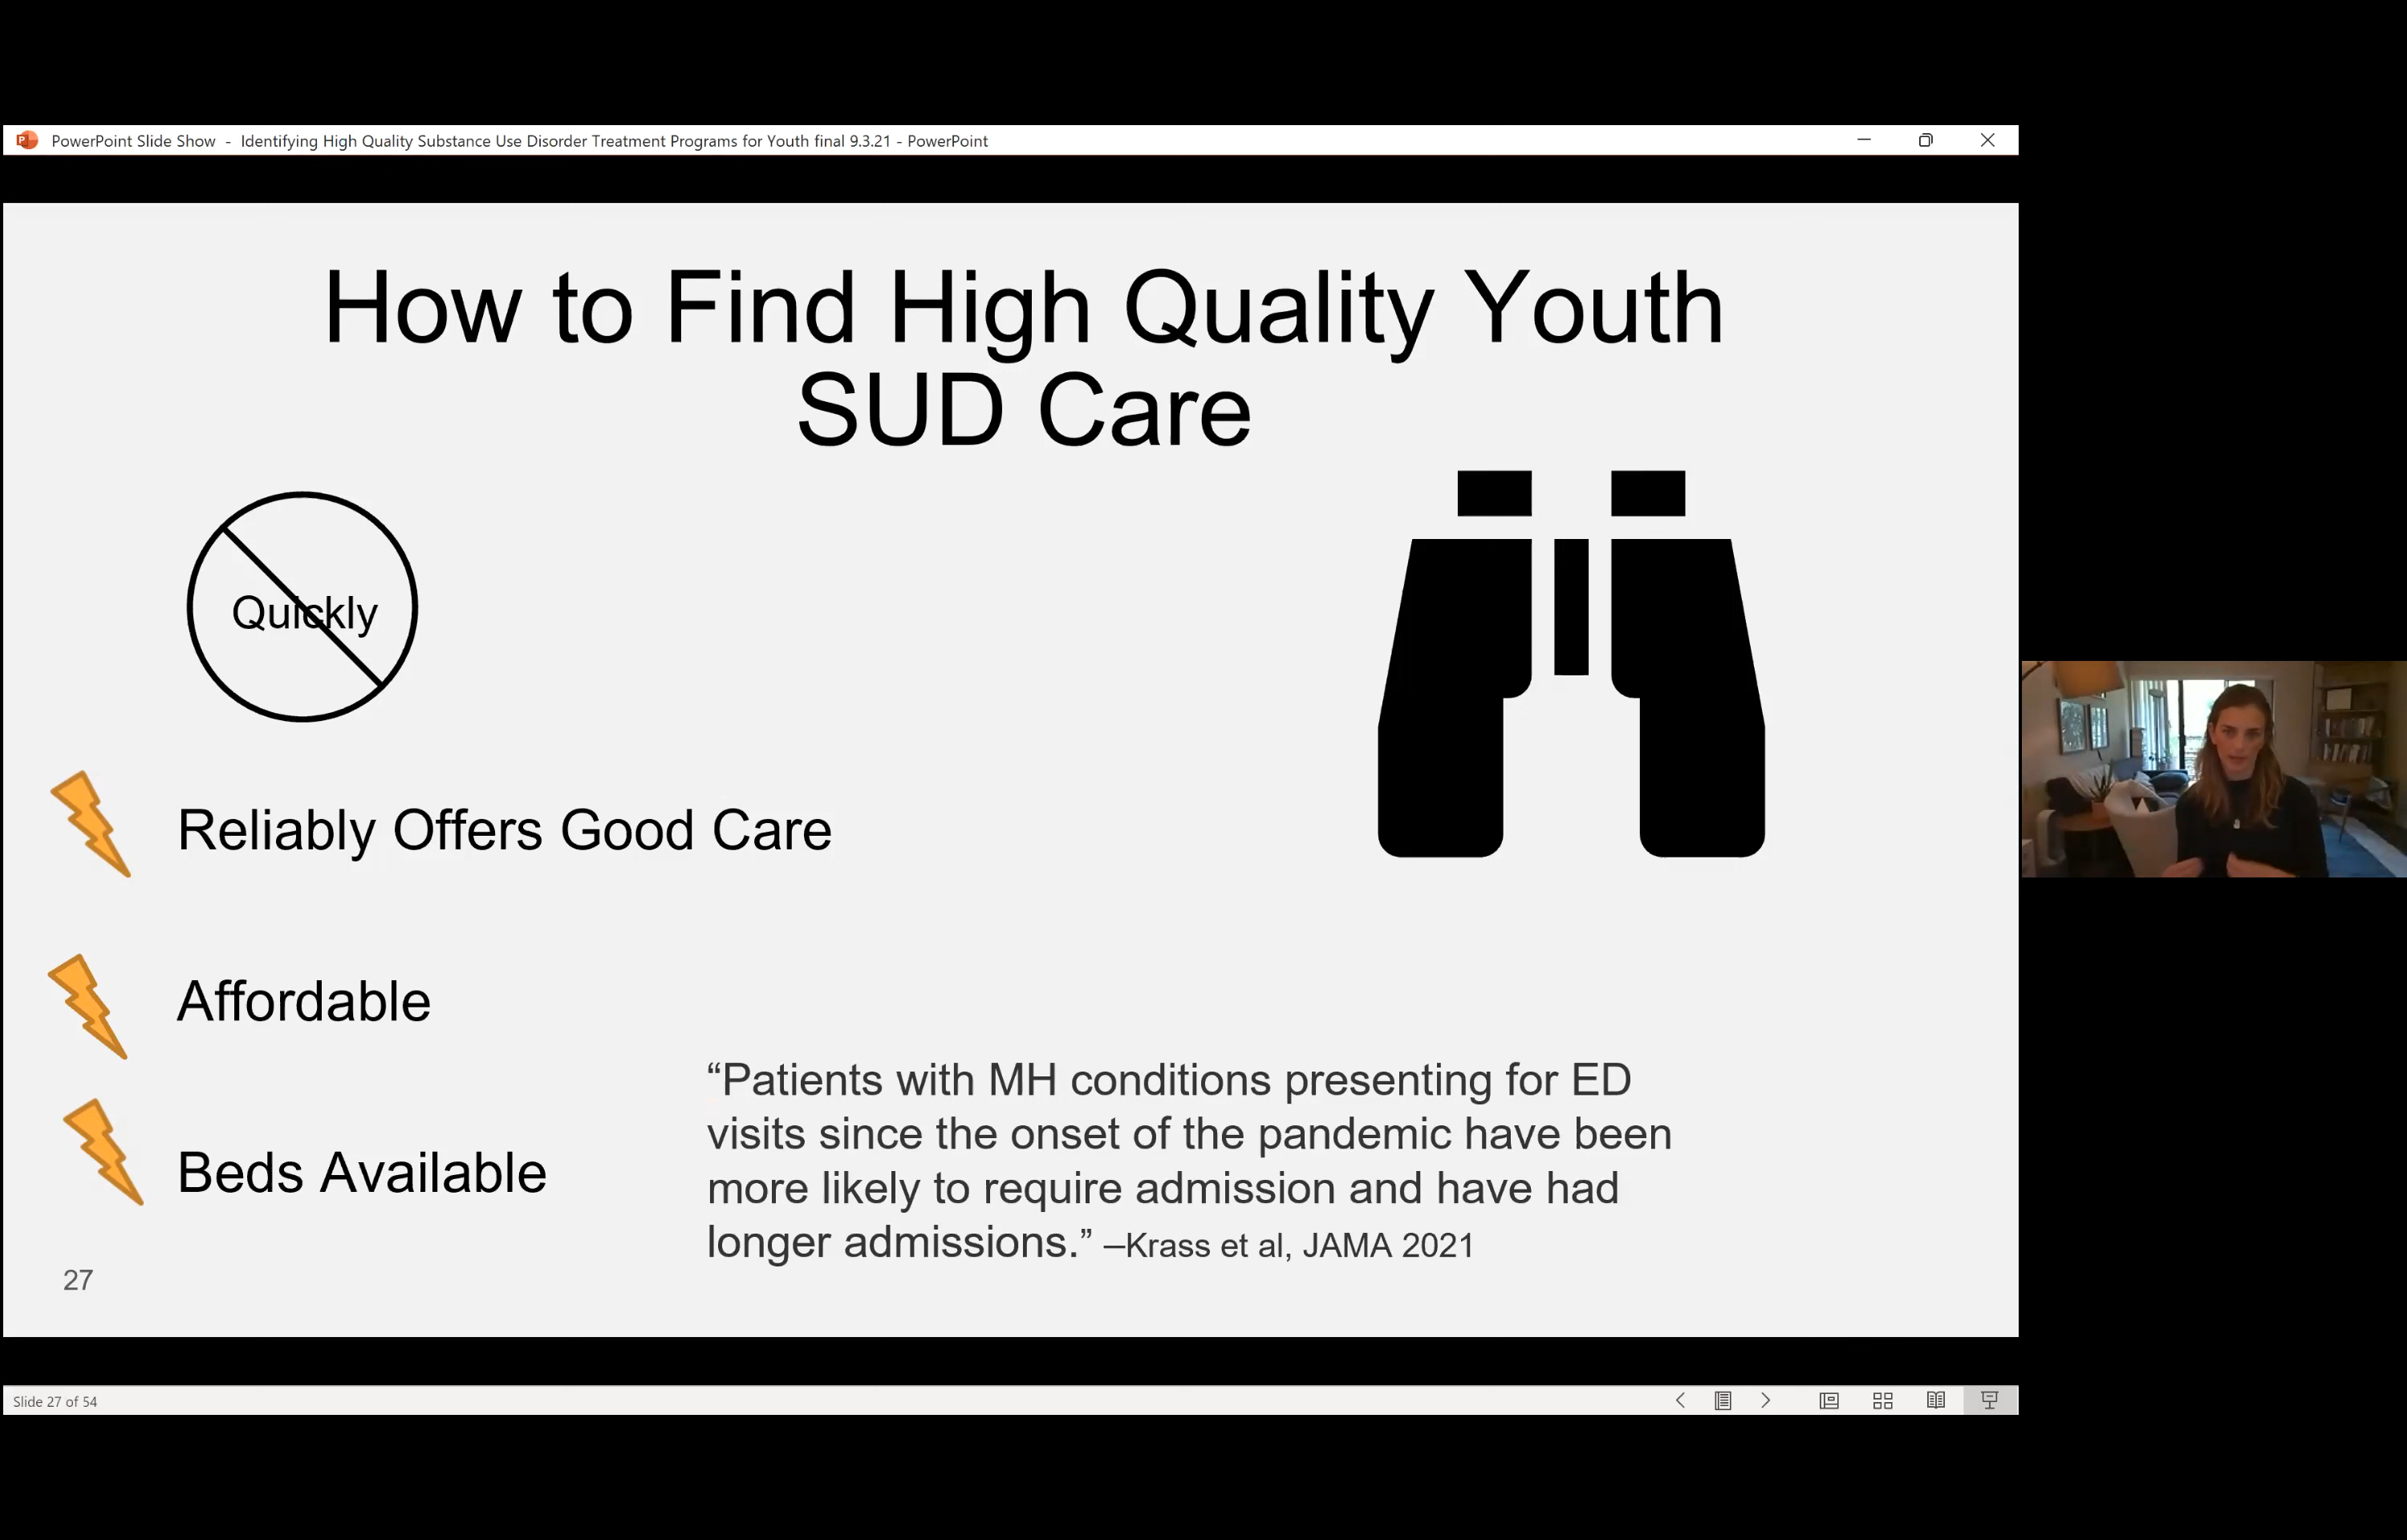 PowerPoint Slide Show - Identifying High Quality Substance Use Disorder Treatment Programs for Youth final 9.3.21 - PowerPoint
How to Find High Quality Youth
SUD Care
Quickly
Reliably Offers Good Care
Affordable
Beds Available
“Patients with MH conditions presenting for ED
visits since the onset of the pandemic have been
more likely to require admission and have had
longer admissions.” –Krass et al, JAMA 2021
27
Slide 27 of 54